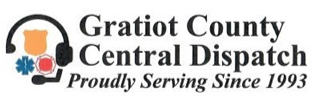 Gratiot County
Central Dispatch
Proudly Serving Since 1993